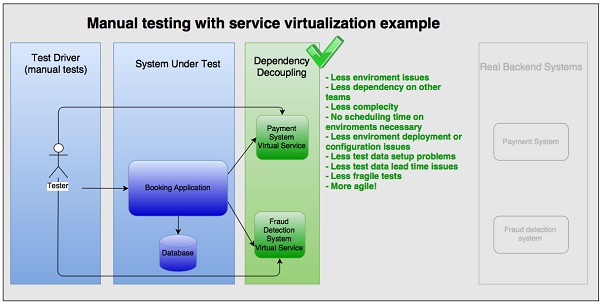 Manual testing with service virtualization example
Test Driver
(manual tests)
System Under Test
Dependency
Decoupling
Real Backend Systems
- Less enviroment issues
- Less dependency on other
teams
- Less complecity
- No scheduling time on
enviroments necessary
- Less enviroment deployment or
configuration issues
- Less test data setup problems
- Less test data lead time issues
- Less fragile tests
- More agile!
Payment
System
Virtual Service
Payment System
Tester
Booking Application
Fraud
Detection
System
Virtual Service
Fraud detection
system
Database